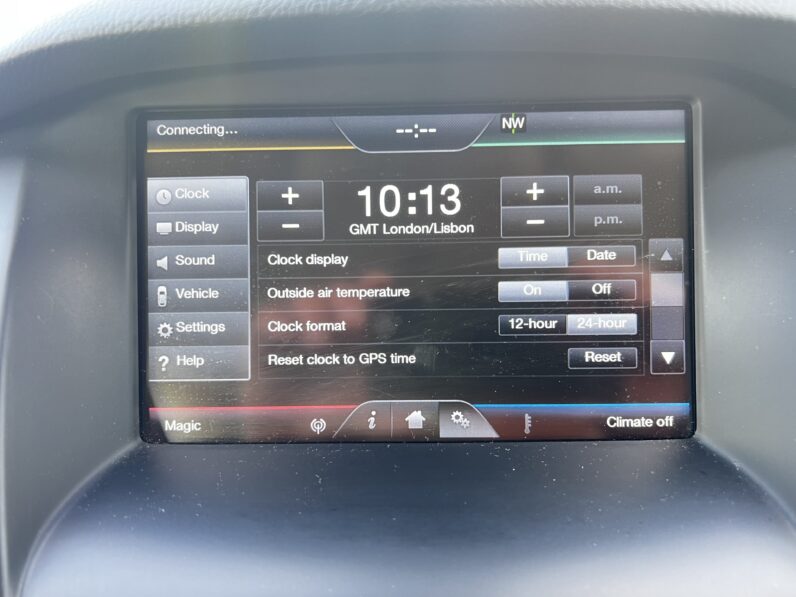 Connecting... --:-- NW
Clock
Display
Sound
Vehicle
Settings
? Help
+ 10:13 + a.m.
− − p.m.
GMT London/Lisbon
Clock display Time Date
Outside air temperature On Off
Clock format 12-hour 24-hour
Reset clock to GPS time Reset
Magic i Climate off